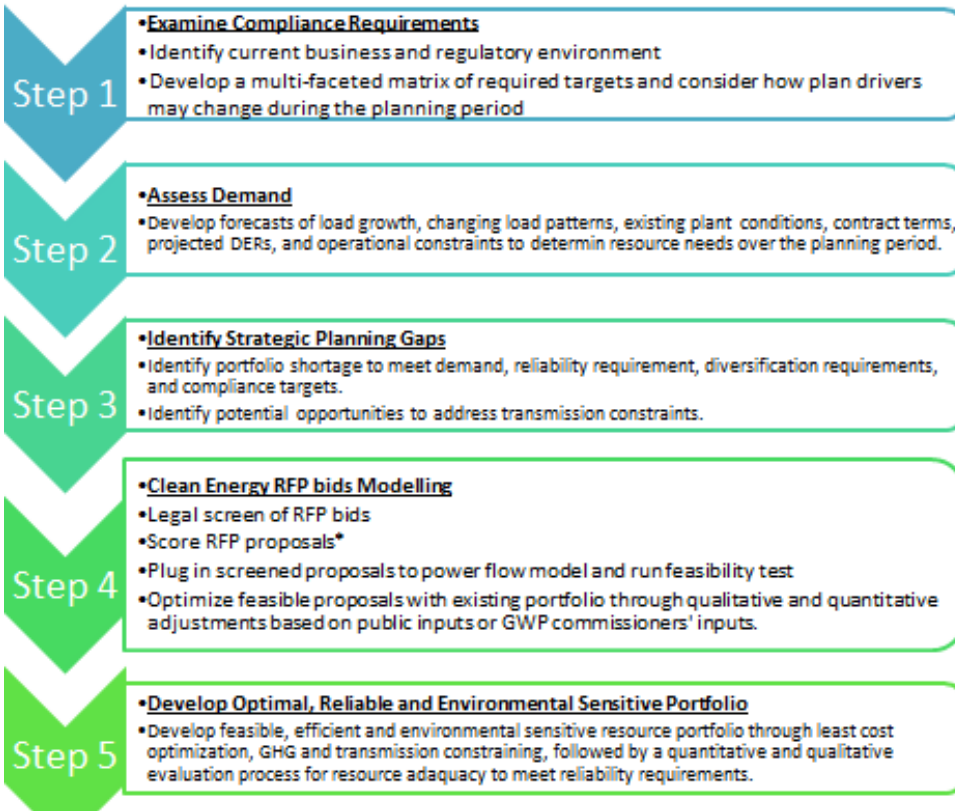 Step 1
•Examine Compliance Requirements
•Identify current business and regulatory environment
•Develop a multi-faceted matrix of required targets and consider how plan drivers
may change during the planning period
Step 2
•Assess Demand
•Develop forecasts of load growth, changing load patterns, existing plant conditions, contract terms,
projected DERs, and operational constraints to determin resource needs over the planning period.
Step 3
•Identify Strategic Planning Gaps
•Identify portfolio shortage to meet demand, reliability requirement, diversification requirements,
and compliance targets.
•Identify potential opportunities to address transmission constraints.
Step 4
•Clean Energy RFP bids Modelling
•Legal screen of RFP bids
•Score RFP proposals*
•Plug in screened proposals to power flow model and run feasibility test
•Optimize feasible proposals with existing portfolio through qualitative and quantitative
adjustments based on public inputs or GWP commissioners' inputs.
Step 5
•Develop Optimal, Reliable and Environmental Sensitive Portfolio
•Develop feasible, efficient and environmental sensitive resource portfolio through least cost
optimization, GHG and transmission constraining, followed by a quantitative and qualitative
evaluation process for resource adaquacy to meet reliability requirements.